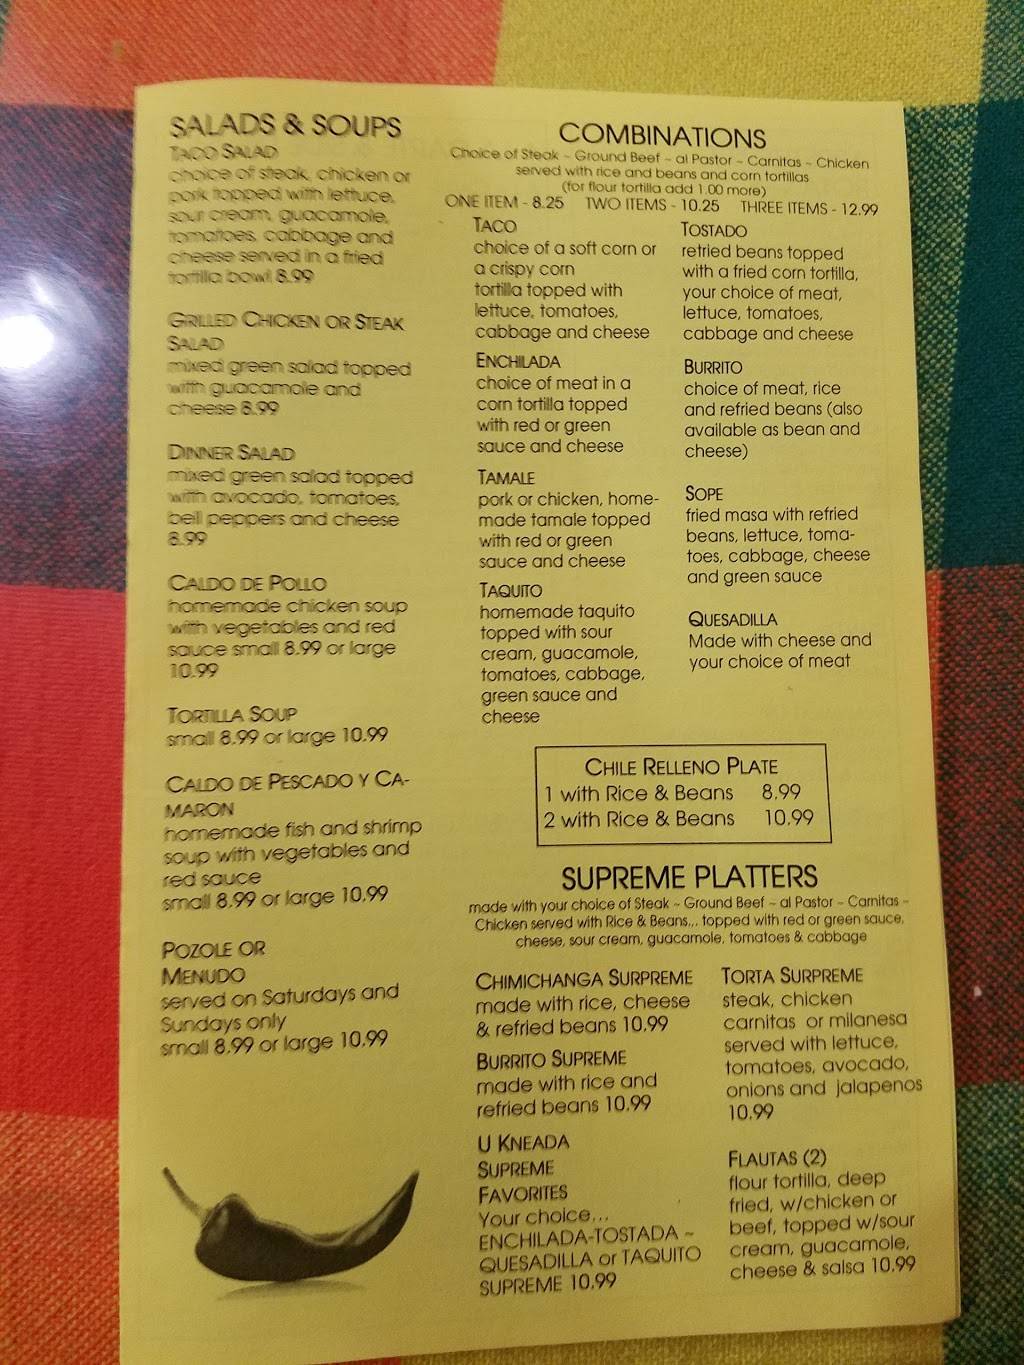 SALADS & SOUPS
TACO SALAD
choice of steak, chicken or
pork topped with lettuce,
sour cream, guacamole,
tomatoes, cabbage and
cheese served in a fried
tortilla bowl 8.99
GRILLED CHICKEN OR STEAK
SALAD
mixed green salad topped
with guacamole and
cheese 8.99
DINNER SALAD
mixed green salad topped
with avocado, tomatoes,
bell peppers and cheese
8.99
CALDO DE POLLO
homemade chicken soup
with vegetables and red
sauce small 8.99 or large
10.99
TORTILLA SOUP
small 8.99 or large 10.99
CALDO DE PESCADO Y CA-
MARON
homemade fish and shrimp
soup with vegetables and
red sauce
small 8.99 or large 10.99
POZOLE OR
MENUDO
served on Saturdays and
Sundays only
small 8.99 or large 10.99
COMBINATIONS
Choice of Steak ~ Ground Beef ~ al Pastor ~ Carnitas ~ Chicken
served with rice and beans and corn tortillas
(for flour tortilla add 1.00 more)
ONE ITEM - 8.25 TWO ITEMS - 10.25 THREE ITEMS - 12.99
TACO
choice of a soft corn or
a crispy corn
tortilla topped with
lettuce, tomatoes,
cabbage and cheese
ENCHILADA
choice of meat in a
corn tortilla topped
with red or green
sauce and cheese
TAMALE
pork or chicken, home-
made tamale topped
with red or green
sauce and cheese
TAQUITO
homemade taquito
topped with sour
cream, guacamole,
tomatoes, cabbage,
green sauce and
cheese
TOSTADO
refried beans topped
with a fried corn tortilla,
your choice of meat,
lettuce, tomatoes,
cabbage and cheese
BURRITO
choice of meat, rice
and refried beans (also
available as bean and
cheese)
SOPE
fried masa with refried
beans, lettuce, toma-
toes, cabbage, cheese
and green sauce
QUESADILLA
Made with cheese and
your choice of meat
CHILE RELLENO PLATE
1 with Rice & Beans 8.99
2 with Rice & Beans 10.99
SUPREME PLATTERS
made with your choice of Steak ~ Ground Beef ~ al Pastor ~ Carnitas ~
Chicken served with Rice & Beans... topped with red or green sauce,
cheese, sour cream, guacamole, tomatoes & cabbage
CHIMICHANGA SURPREME
made with rice, cheese
& refried beans 10.99
BURRITO SUPREME
made with rice and
refried beans 10.99
U KNEADA
SUPREME
FAVORITES
Your choice...
ENCHILADA-TOSTADA ~
QUESADILLA or TAQUITO
SUPREME 10.99
TORTA SURPREME
steak, chicken
carnitas or milanesa
served with lettuce,
tomatoes, avocado,
onions and jalapenos
10.99
FLAUTAS (2)
flour tortilla, deep
fried, w/chicken or
beef, topped w/sour
cream, guacamole,
cheese & salsa 10.99